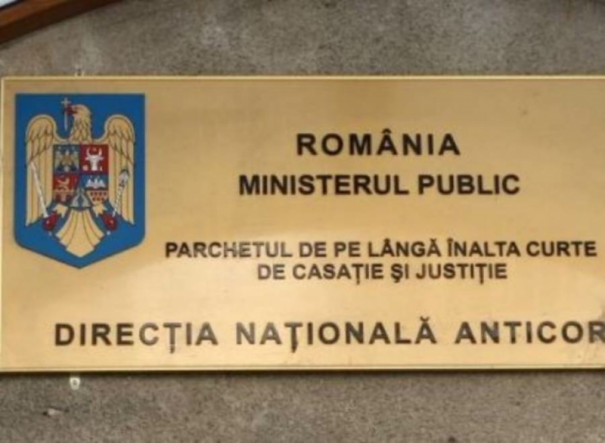 ROMÂNIA
MINISTERUL PUBLIC
PARCHETUL DE PE LÂNGĂ ÎNALTA CURTE
DE CASAŢIE ŞI JUSTIŢIE
DIRECŢIA NAŢIONALĂ ANTICOR